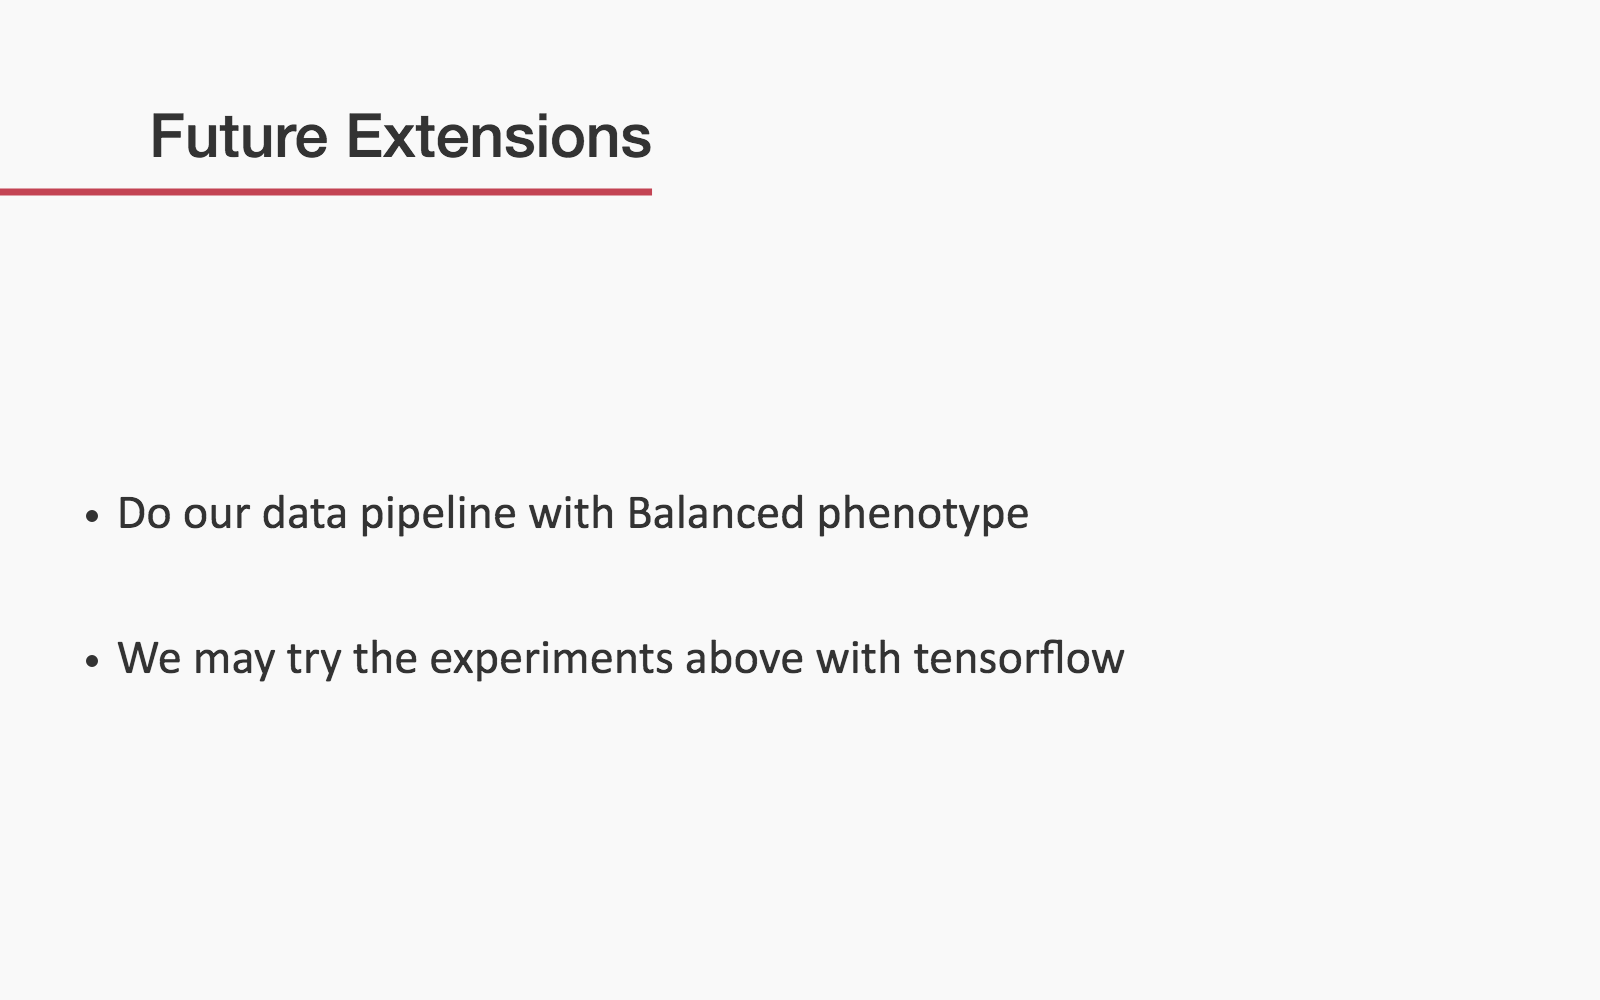 Future Extensions
• Do our data pipeline with Balanced phenotype
• We may try the experiments above with tensorflow